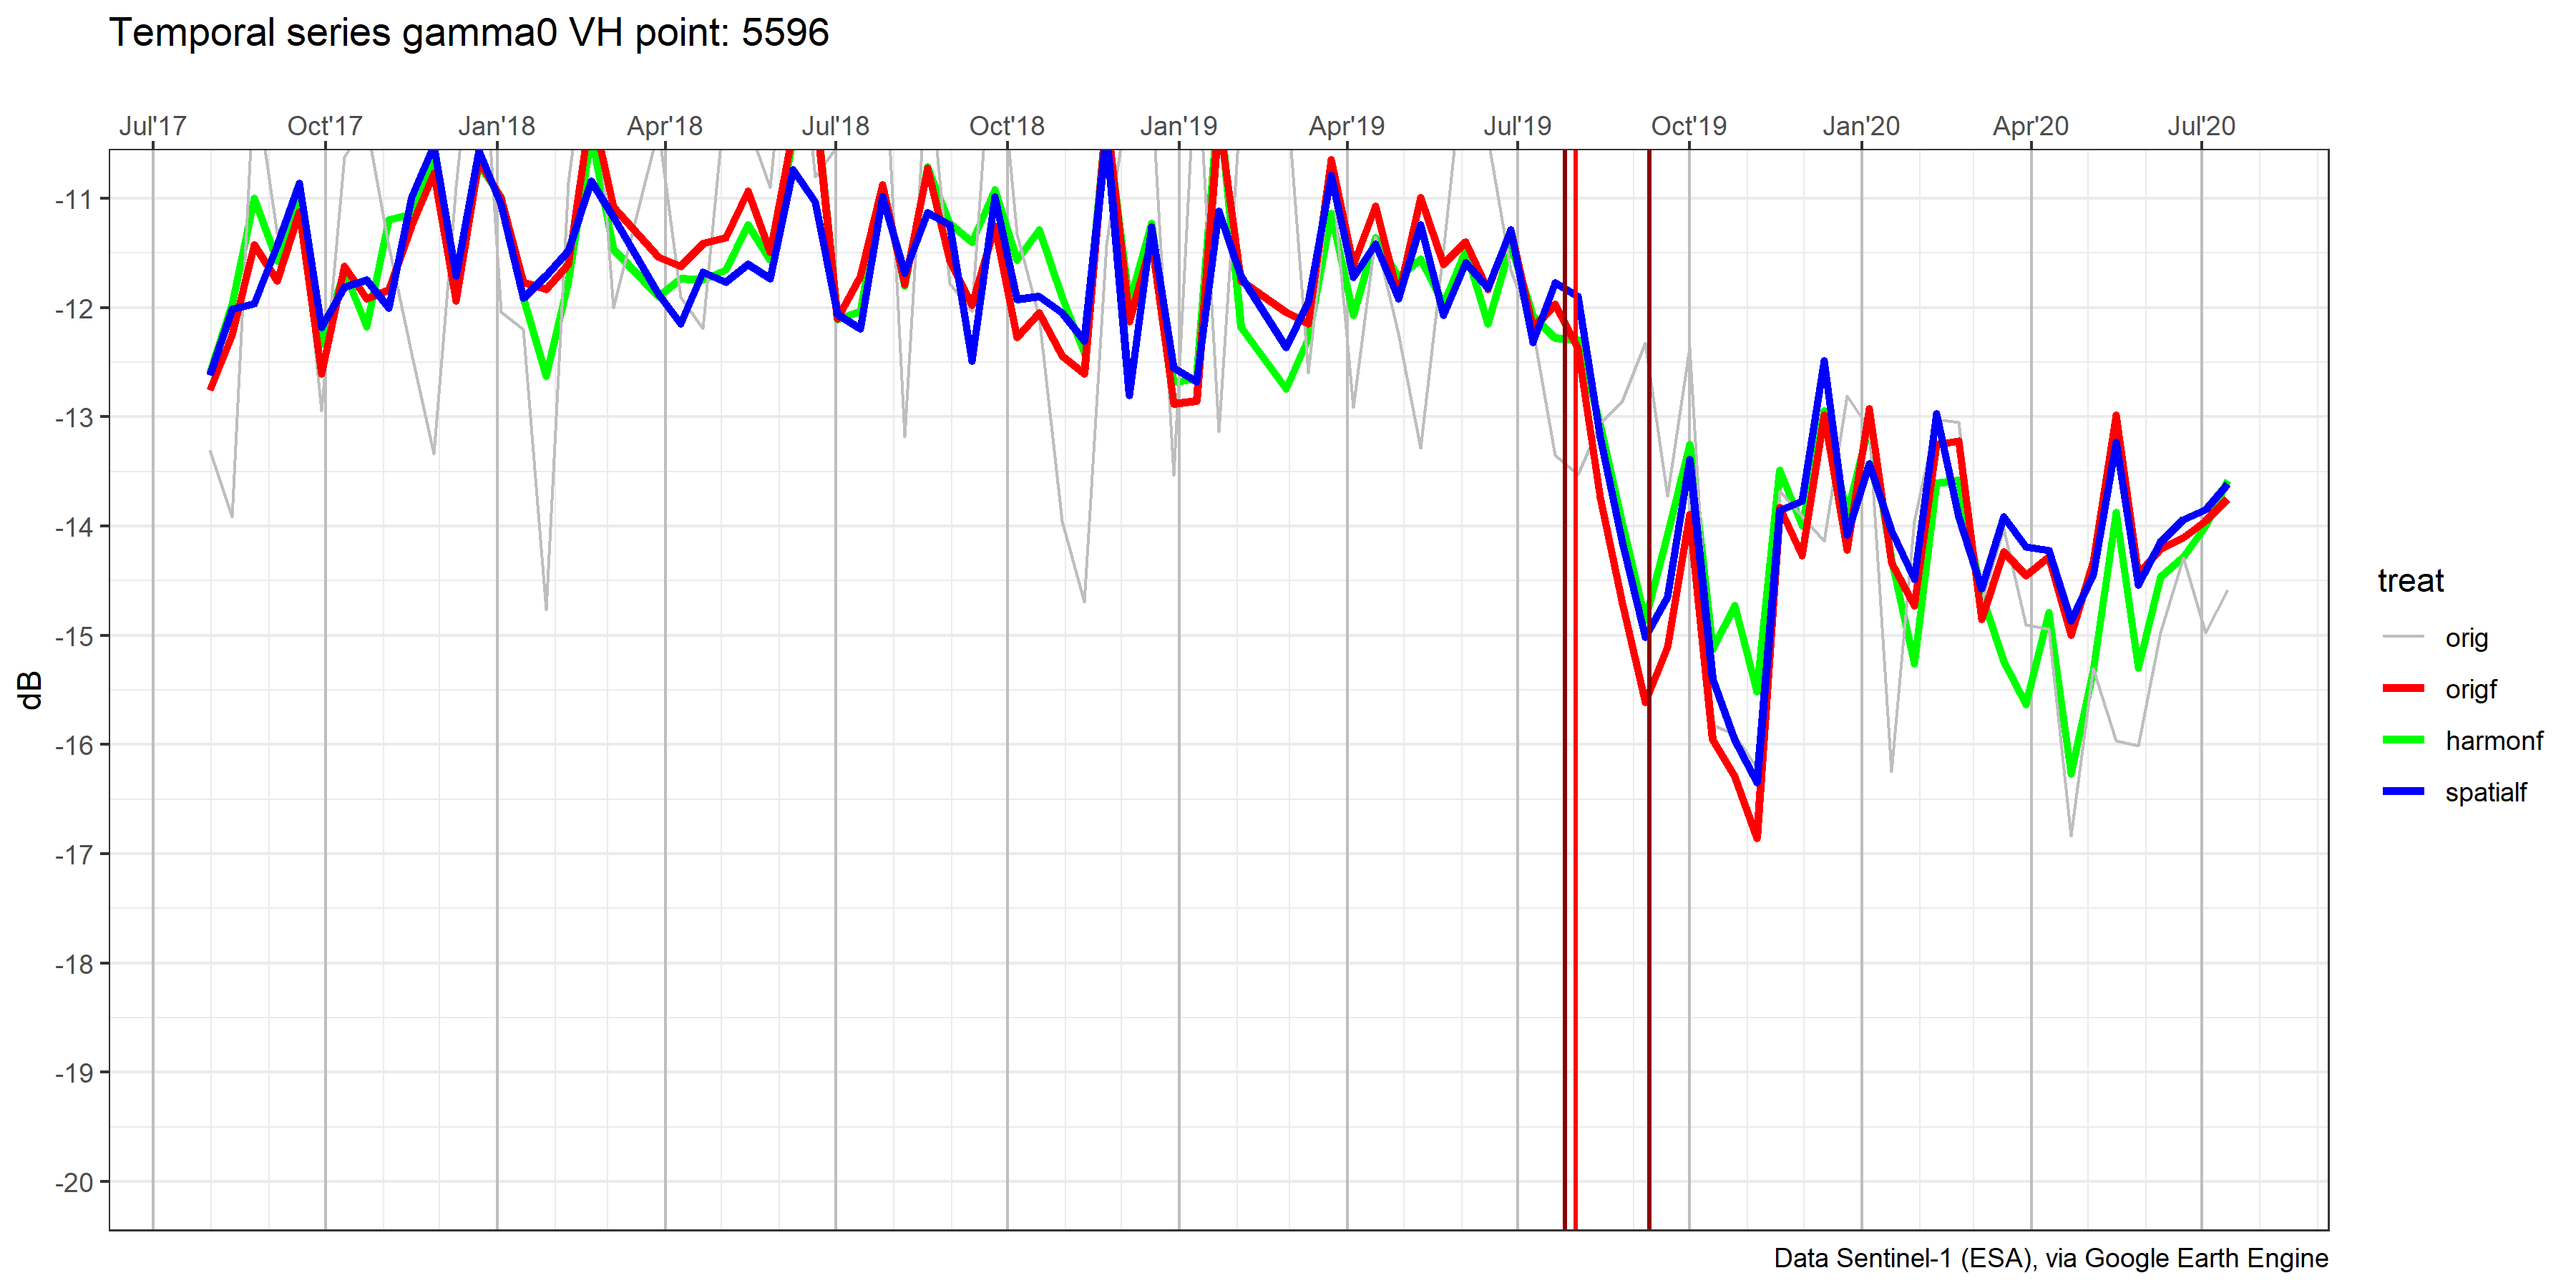 Temporal series gamma0 VH point: 5596
Jul'17 Oct'17 Jan'18 Apr'18 Jul'18 Oct'18 Jan'19 Apr'19 Jul'19 Oct'19 Jan'20 Apr'20 Jul'20
-11
-12
-13
-14
-15
-16
-17
-18
-19
-20
dB
treat
orig
origf
harmonf
spatialf
Data Sentinel-1 (ESA), via Google Earth Engine